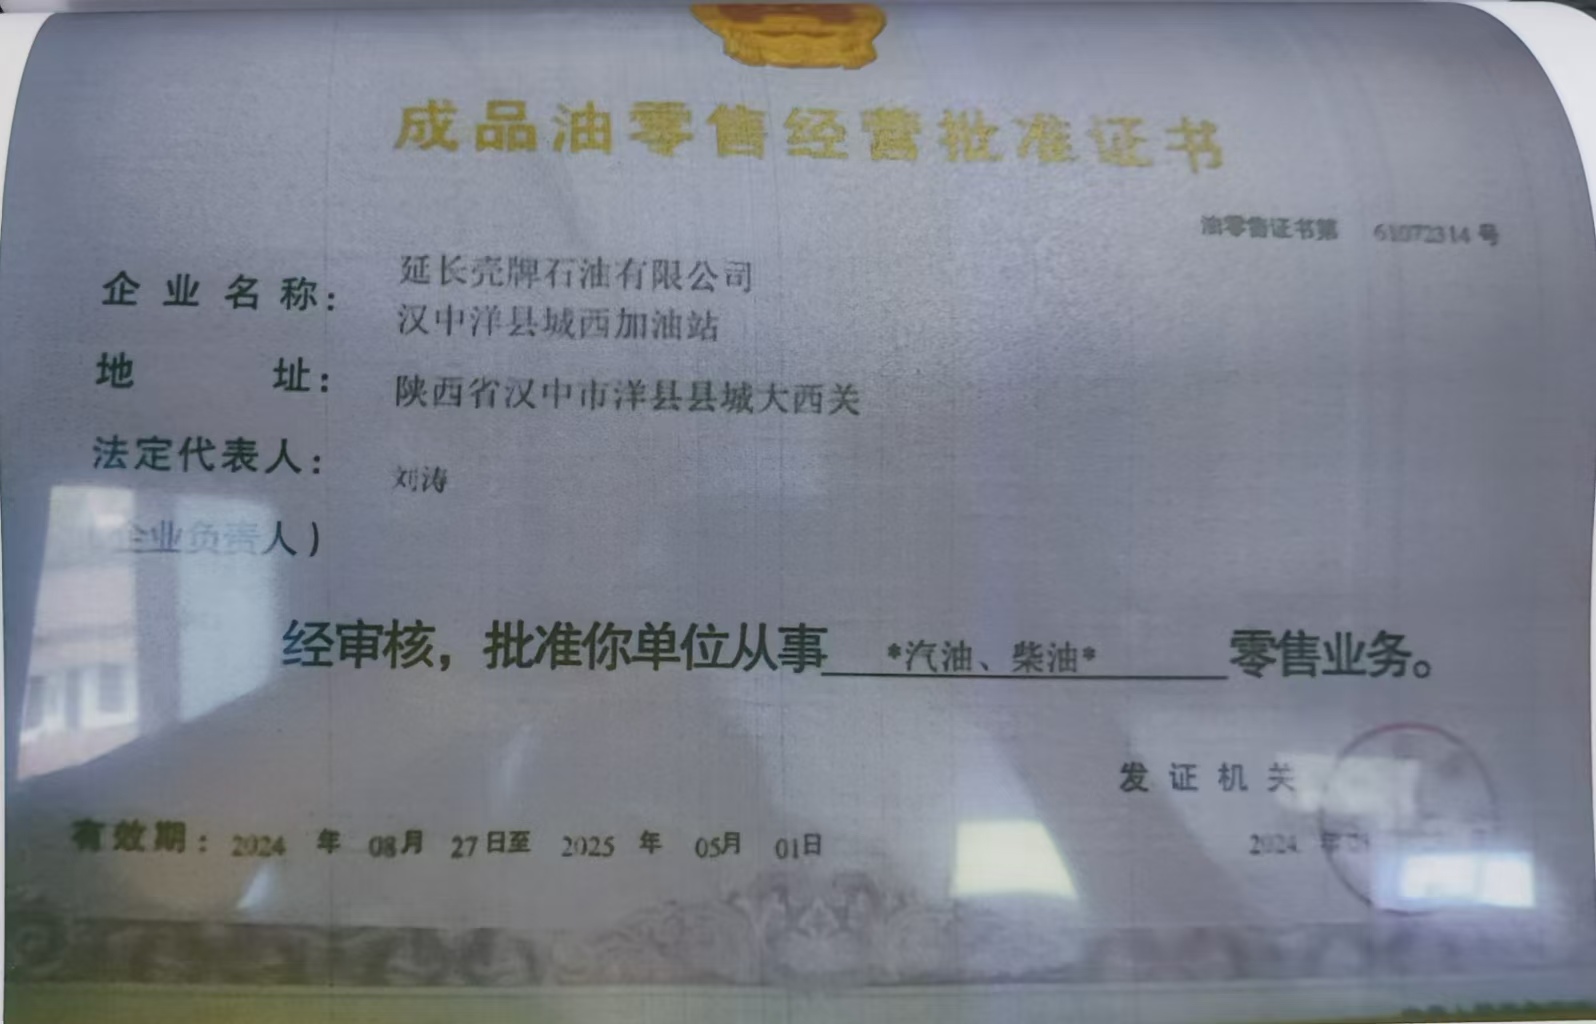 成品油零售经营批准证书
油零售证书第 61072314 号
企业名称: 延长壳牌石油有限公司
汉中洋县城西加油站
地址: 陕西省汉中市洋县县城大西关
法定代表人: 刘涛
企业负责人)
经审核，批准你单位从事 *汽油、柴油* 零售业务。
发证机关
有效期: 2024 年 08月 27日至 2025 年 05月 01日
2024 年